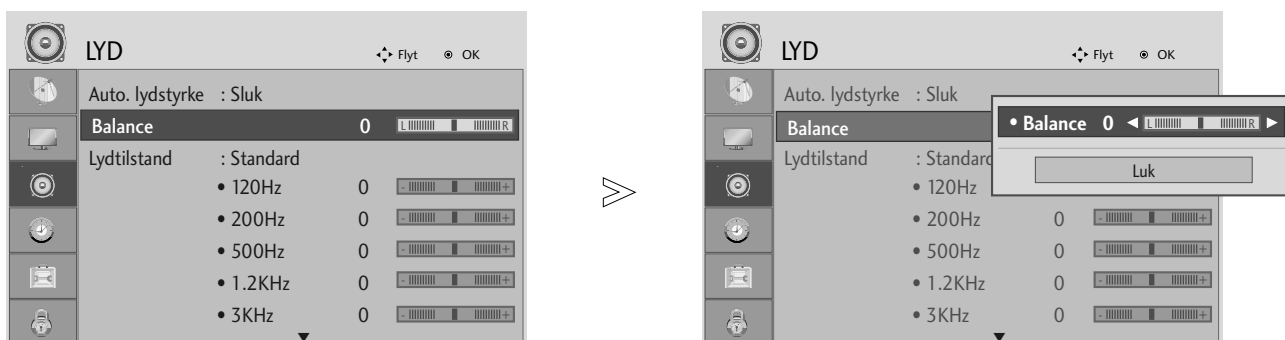 LYD
Flyt OK
Auto. lydstyrke : Sluk
Balance 0 L R
Lydtilstand : Standard
• 120Hz 0 - +
• 200Hz 0 - +
• 500Hz 0 - +
• 1.2KHz 0 - +
• 3KHz 0 - +
LYD
Flyt OK
Auto. lydstyrke : Sluk
Balance
• Balance 0 L R
Lydtilstand : Standard
Luk
• 120Hz
• 200Hz 0 - +
• 500Hz 0 - +
• 1.2KHz 0 - +
• 3KHz 0 - +